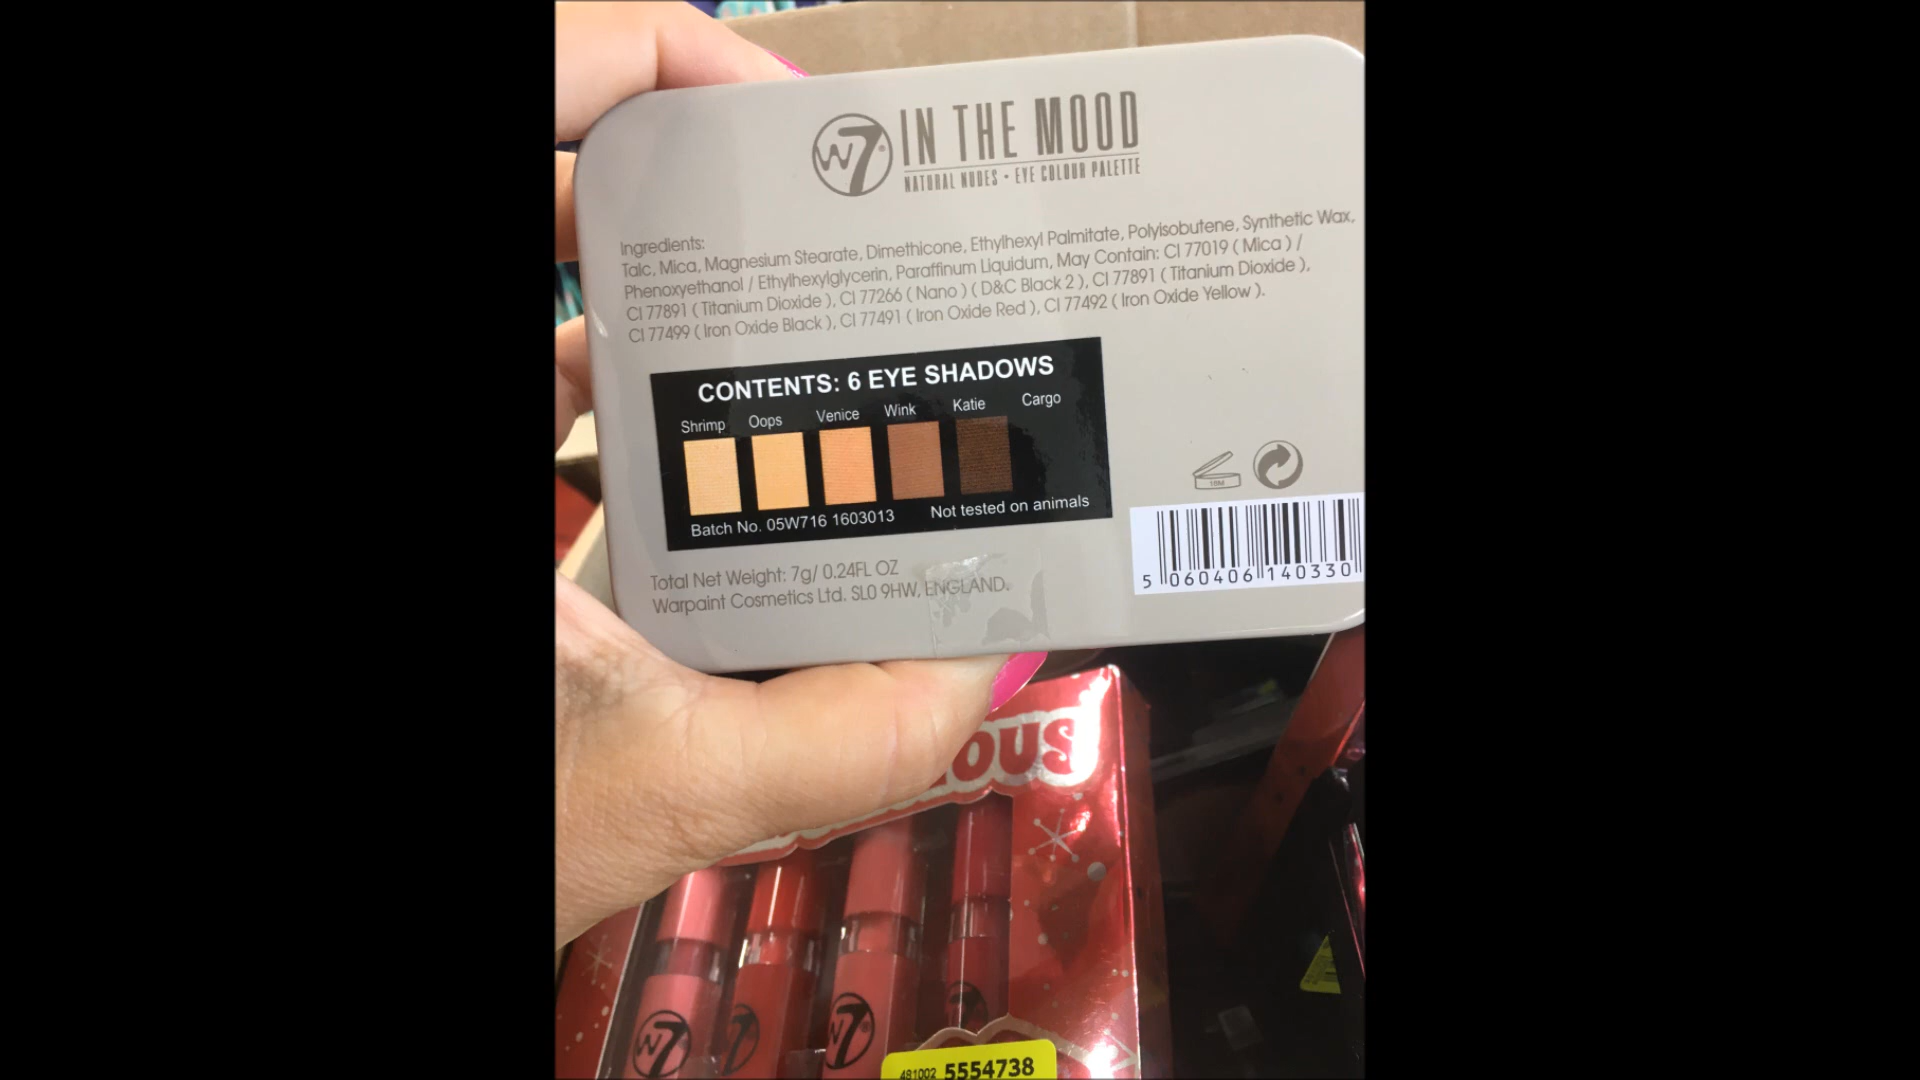 W7 IN THE MOOD
NATURAL NUDES • EYE COLOUR PALETTE
Ingredients:
Talc, Mica, Magnesium Stearate, Dimethicone, Ethylhexyl Palmitate, Polyisobutene, Synthetic Wax,
Phenoxyethanol / Ethylhexylglycerin, Paraffinum Liquidum, May Contain: CI 77019 ( Mica ) /
CI 77891 ( Titanium Dioxide ), CI 77266 ( Nano ) ( D&C Black 2 ), CI 77891 ( Titanium Dioxide ),
CI 77499 ( Iron Oxide Black ), CI 77491 ( Iron Oxide Red ), CI 77492 ( Iron Oxide Yellow ).
CONTENTS: 6 EYE SHADOWS
Shrimp Oops Venice Wink Katie Cargo
Batch No. 05W716 1603013 Not tested on animals
Total Net Weight: 7g/ 0.24FL OZ
Warpaint Cosmetics Ltd. SL0 9HW, ENGLAND.
5 060406 140330
OUS
W7 7 W7
481002 5554738